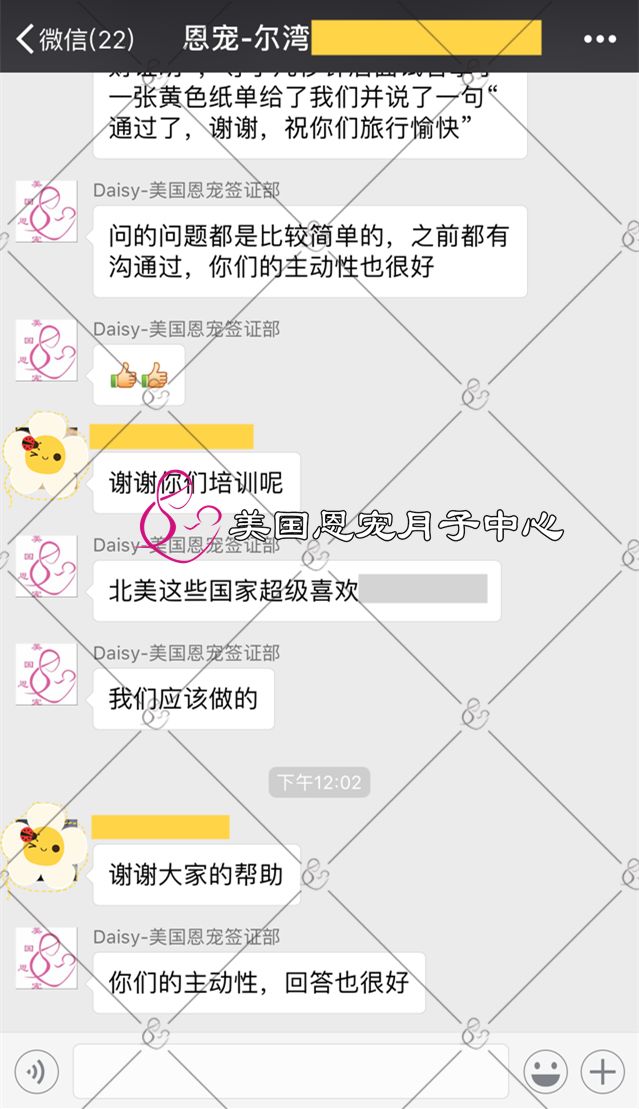 微信(22)
恩宠-尔湾
一张黄色纸单给了我们并说了一句“
通过了，谢谢，祝你们旅行愉快”
Daisy-美国恩宠签证部
问的问题都是比较简单的，之前都有
沟通过，你们的主动性也很好
Daisy-美国恩宠签证部
谢谢你们培训呢
美国恩宠月子中心
Daisy-美国恩宠签证部
北美这些国家超级喜欢
Daisy-美国恩宠签证部
我们应该做的
下午12:02
谢谢大家的帮助
Daisy-美国恩宠签证部
你们的主动性，回答也很好